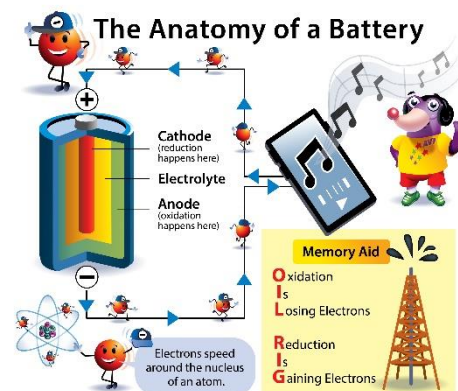 The Anatomy of a Battery
+
Cathode
(reduction
happens here)
Electrolyte
Anode
(oxidation
happens here)
−
Electrons speed
around the nucleus
of an atom.
Memory Aid
Oxidation
Is
Losing Electrons
Reduction
Is
Gaining Electrons